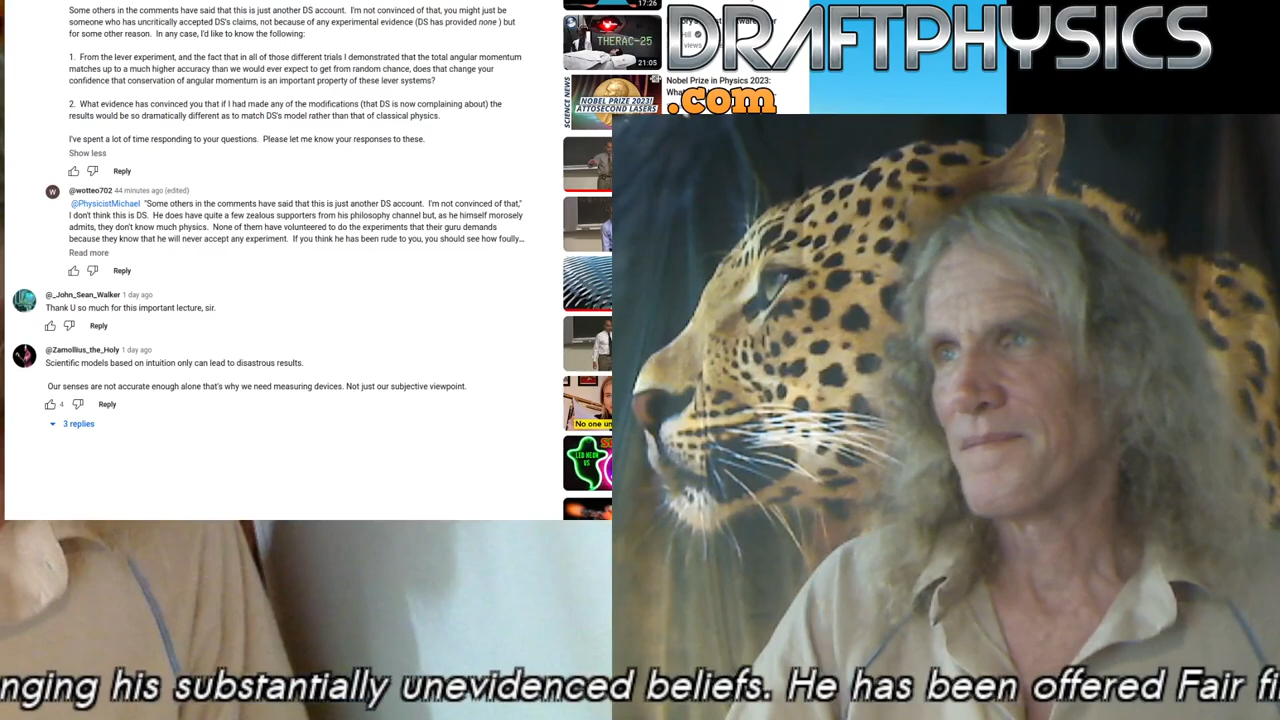 Some others in the comments have said that this is just another DS account. I'm not convinced of that, you might just be
someone who has uncritically accepted DS's claims, not because of any experimental evidence (DS has provided none ) but
for some other reason. In any case, I'd like to know the following:
1. From the lever experiment, and the fact that in all of those different trials I demonstrated that the total angular momentum
matches up to a much higher accuracy than we would ever expect to get from random chance, does that change your
confidence that conservation of angular momentum is an important property of these lever systems?
2. What evidence has convinced you that if I had made any of the modifications (that DS is now complaining about) the
results would be so dramatically different as to match DS's model rather than that of classical physics.
I've spent a lot of time responding to your questions. Please let me know your responses to these.
Show less
Reply
W
@wotteo702 44 minutes ago (edited)
@PhysicistMichael "Some others in the comments have said that this is just another DS account. I'm not convinced of that,"
I don't think this is DS. He does have quite a few zealous supporters from his philosophy channel but, as he himself morosely
admits, they don't know much physics. None of them have volunteered to do the experiments that their guru demands
because they know that he will never accept any experiment. If you think he has been rude to you, you should see how foully...
Read more
Reply
@_John_Sean_Walker 1 day ago
Thank U so much for this important lecture, sir.
Reply
@Zamollius_the_Holy 1 day ago
Scientific models based on intuition only can lead to disastrous results.
Our senses are not accurate enough alone that's why we need measuring devices. Not just our subjective viewpoint.
4 Reply
3 replies
17:26
THERAC-25
21:05
views
SCIENCE NEWS
NOBEL PRIZE 2023!
ATTOSECOND LASERS
Nobel Prize in Physics 2023:
No one un
LED NEON
US
DRAFTPHYSICS
.com
nging his substantially unevidenced beliefs. He has been offered Fair fi